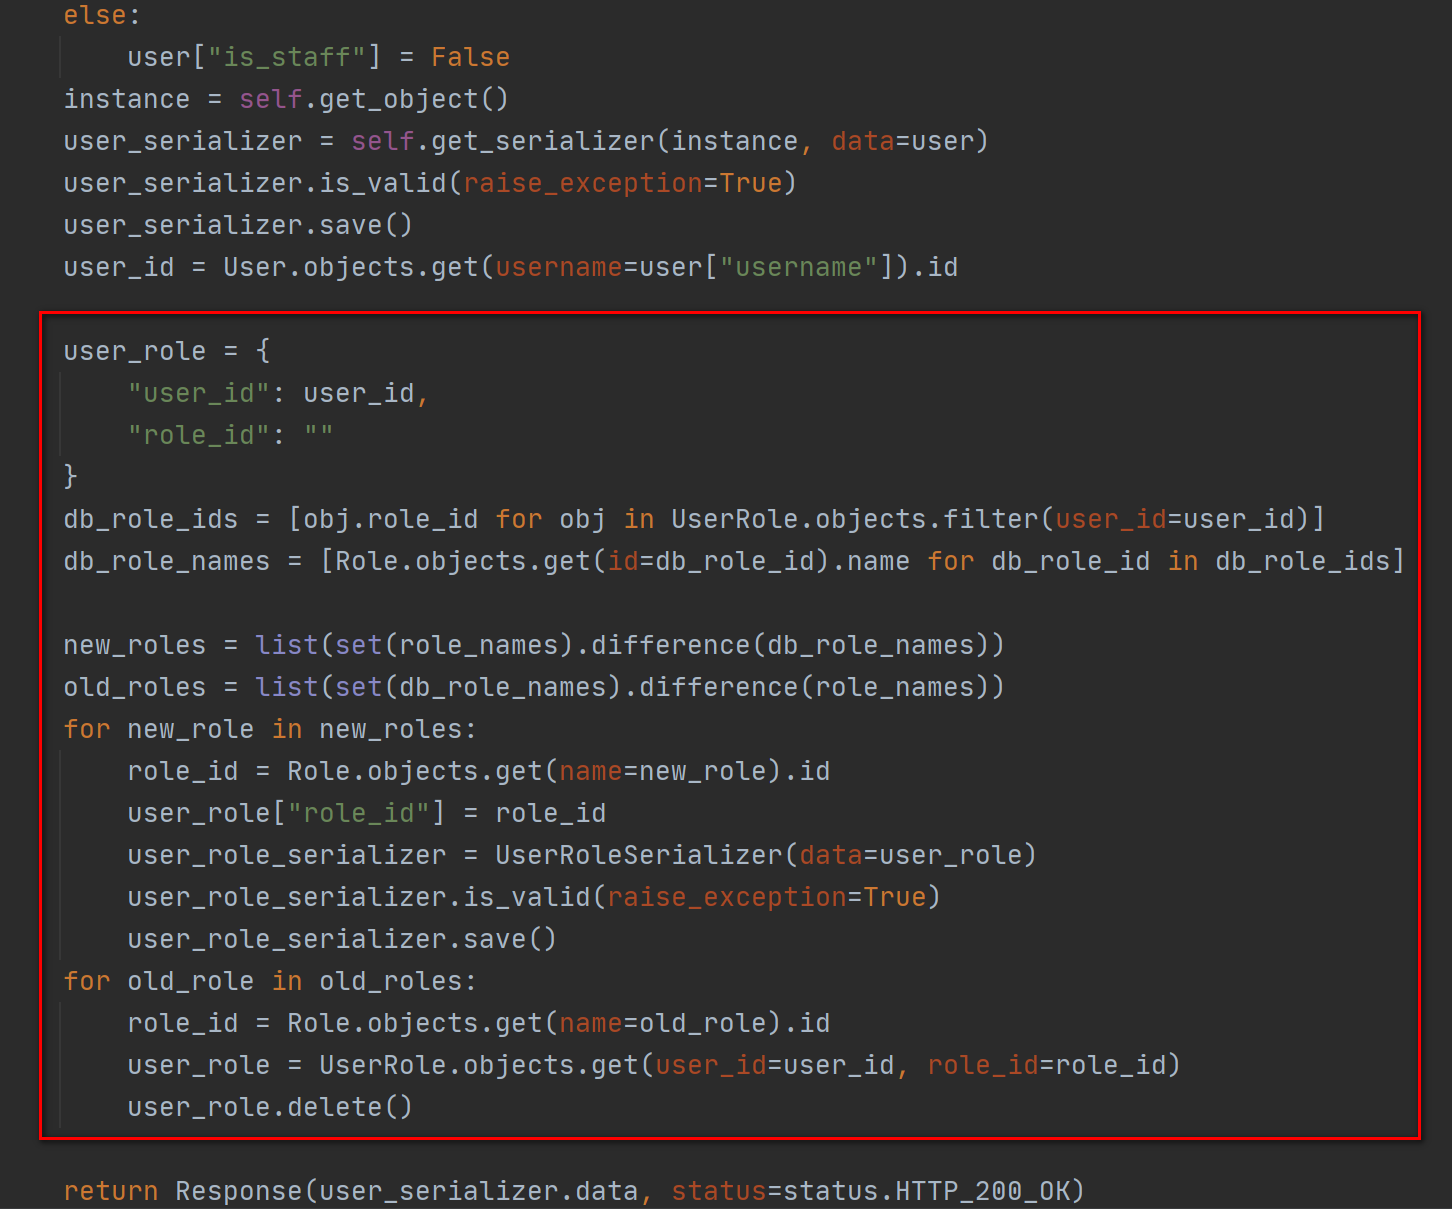 else:
    user["is_staff"] = False
instance = self.get_object()
user_serializer = self.get_serializer(instance, data=user)
user_serializer.is_valid(raise_exception=True)
user_serializer.save()
user_id = User.objects.get(username=user["username"]).id
user_role = {
    "user_id": user_id,
    "role_id": ""
}
db_role_ids = [obj.role_id for obj in UserRole.objects.filter(user_id=user_id)]
db_role_names = [Role.objects.get(id=db_role_id).name for db_role_id in db_role_ids]
new_roles = list(set(role_names).difference(db_role_names))
old_roles = list(set(db_role_names).difference(role_names))
for new_role in new_roles:
    role_id = Role.objects.get(name=new_role).id
    user_role["role_id"] = role_id
    user_role_serializer = UserRoleSerializer(data=user_role)
    user_role_serializer.is_valid(raise_exception=True)
    user_role_serializer.save()
for old_role in old_roles:
    role_id = Role.objects.get(name=old_role).id
    user_role = UserRole.objects.get(user_id=user_id, role_id=role_id)
    user_role.delete()
return Response(user_serializer.data, status=status.HTTP_200_OK)